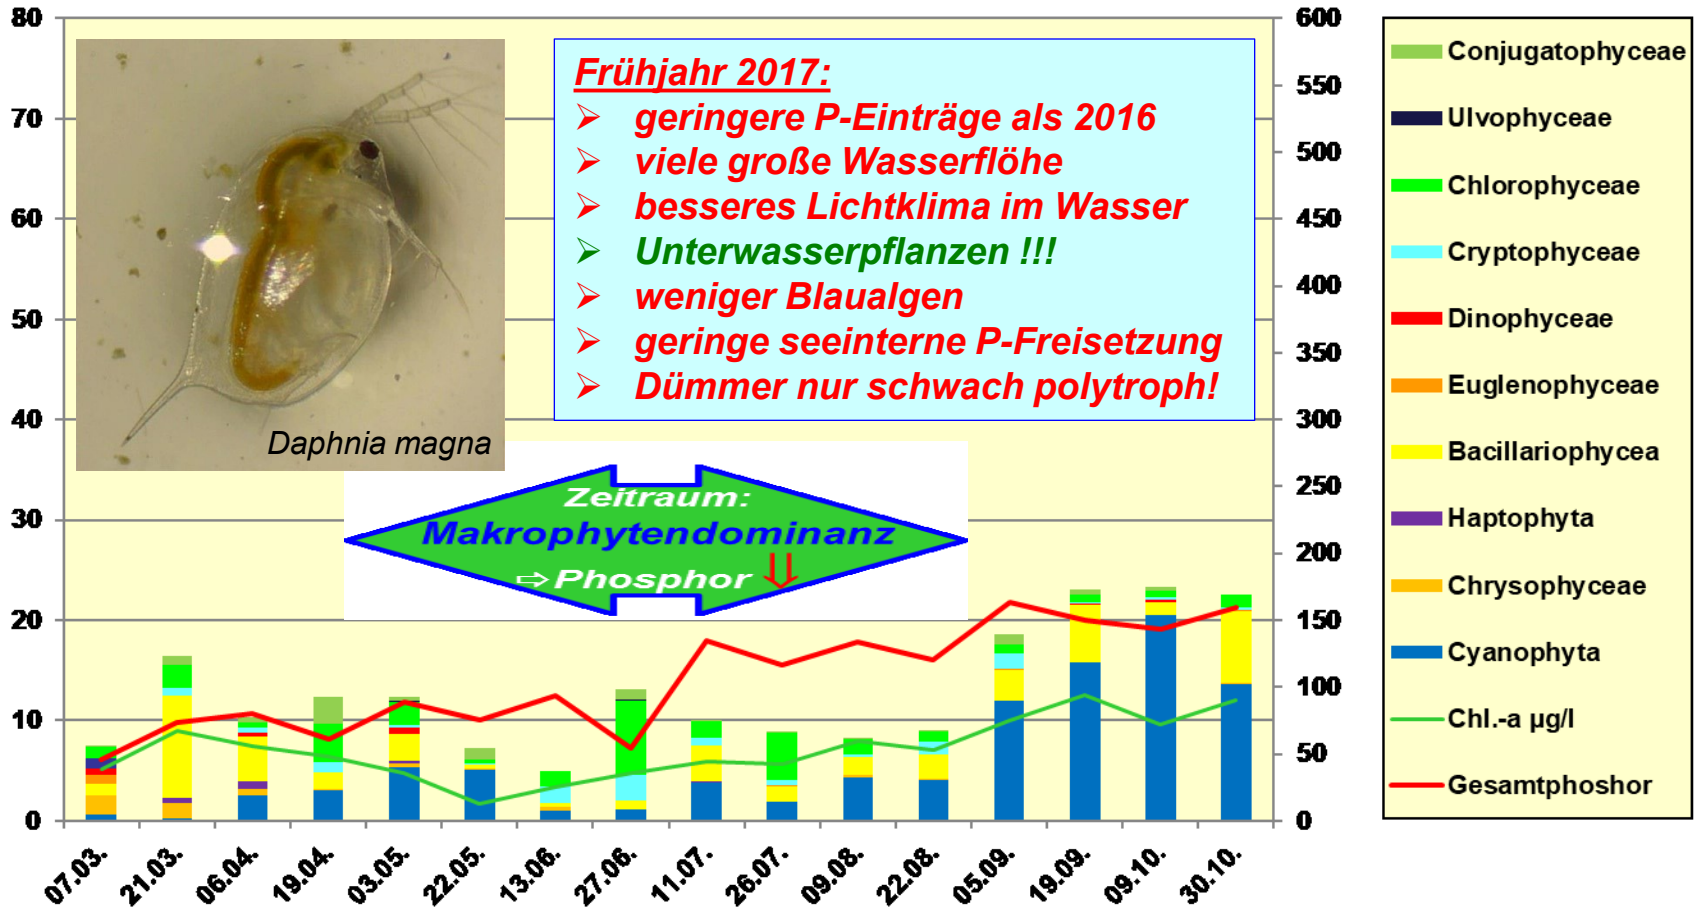 80
70
60
50
40
30
20
10
0
Daphnia magna
Frühjahr 2017:
➢ geringere P-Einträge als 2016
➢ viele große Wasserflöhe
➢ besseres Lichtklima im Wasser
➢ Unterwasserpflanzen !!!
➢ weniger Blaualgen
➢ geringe seeinterne P-Freisetzung
➢ Dümmer nur schwach polytroph!
Zeitraum:
Makrophytendominanz
⇨ Phosphor ⇓
600
550
500
450
400
350
300
250
200
150
100
50
0
07.03.
21.03.
06.04.
19.04.
03.05.
22.05.
13.06.
27.06.
11.07.
26.07.
09.08.
22.08.
05.09.
19.09.
09.10.
30.10.
Conjugatophyceae
Ulvophyceae
Chlorophyceae
Cryptophyceae
Dinophyceae
Euglenophyceae
Bacillariophycea
Haptophyta
Chrysophyceae
Cyanophyta
Chl.-a µg/l
Gesamtphoshor